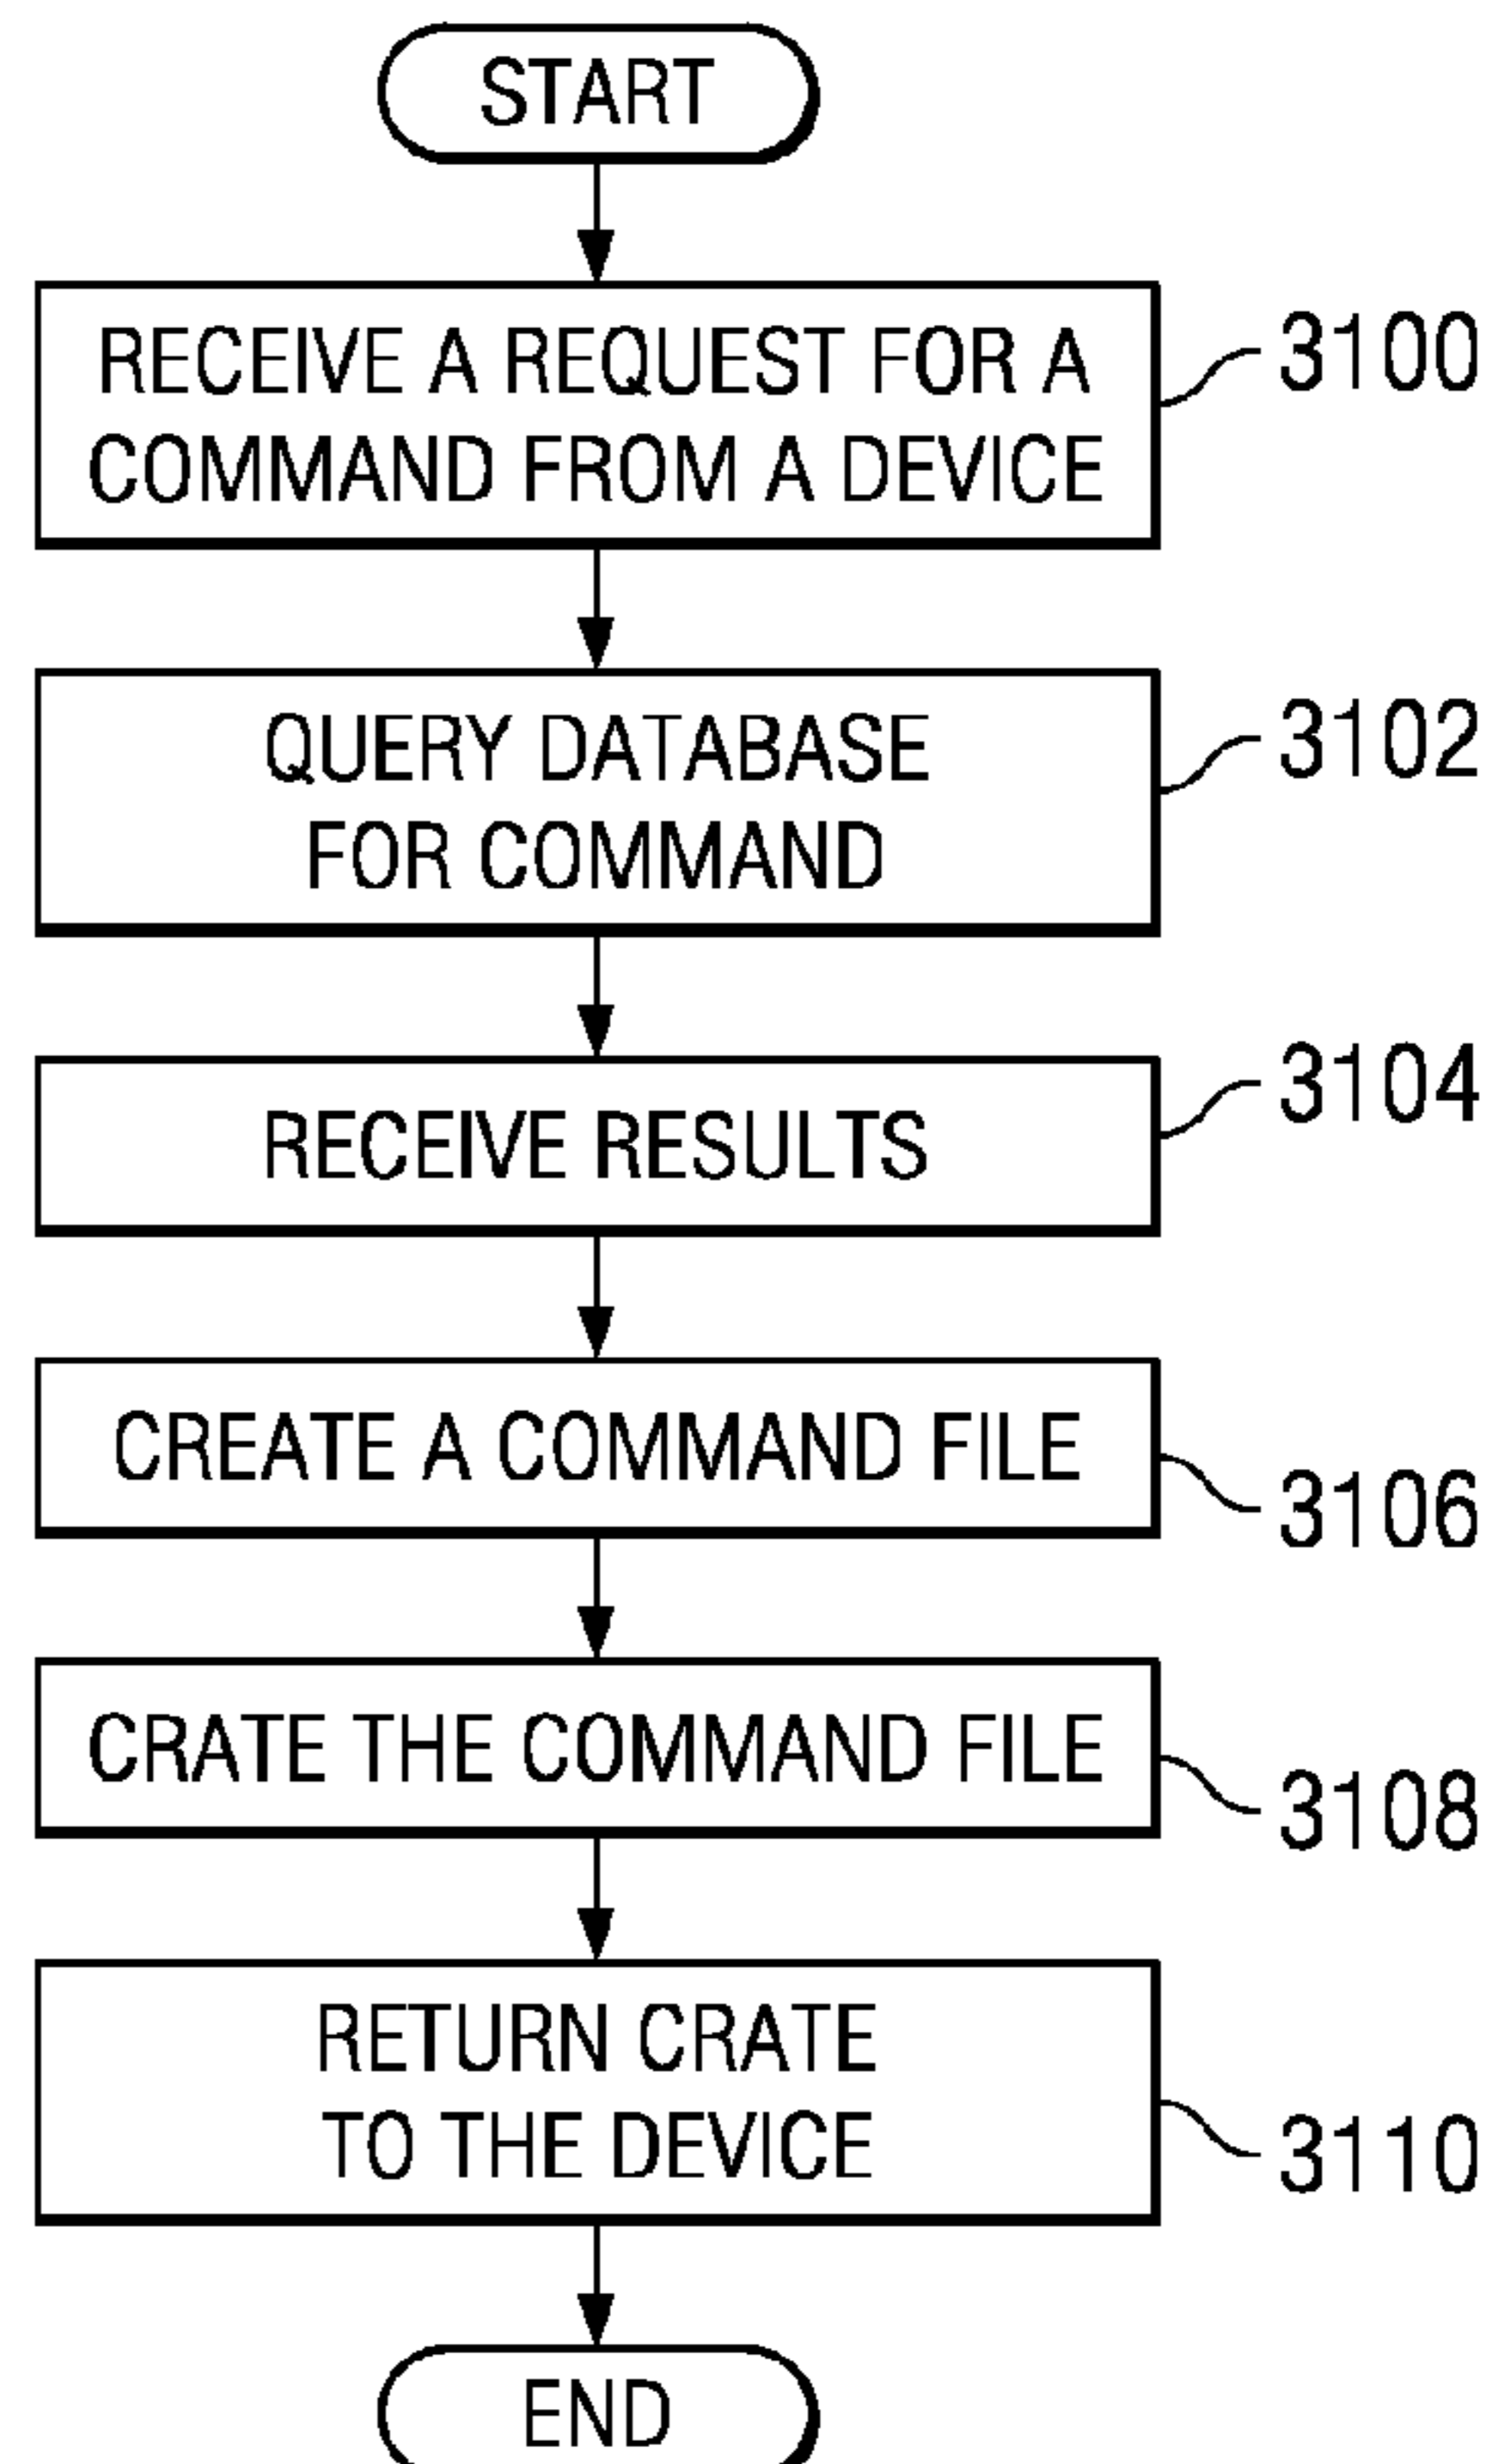 START
RECEIVE A REQUEST FOR A
COMMAND FROM A DEVICE
3100
QUERY DATABASE
FOR COMMAND
3102
RECEIVE RESULTS
3104
CREATE A COMMAND FILE
3106
CRATE THE COMMAND FILE
3108
RETURN CRATE
TO THE DEVICE
3110
END